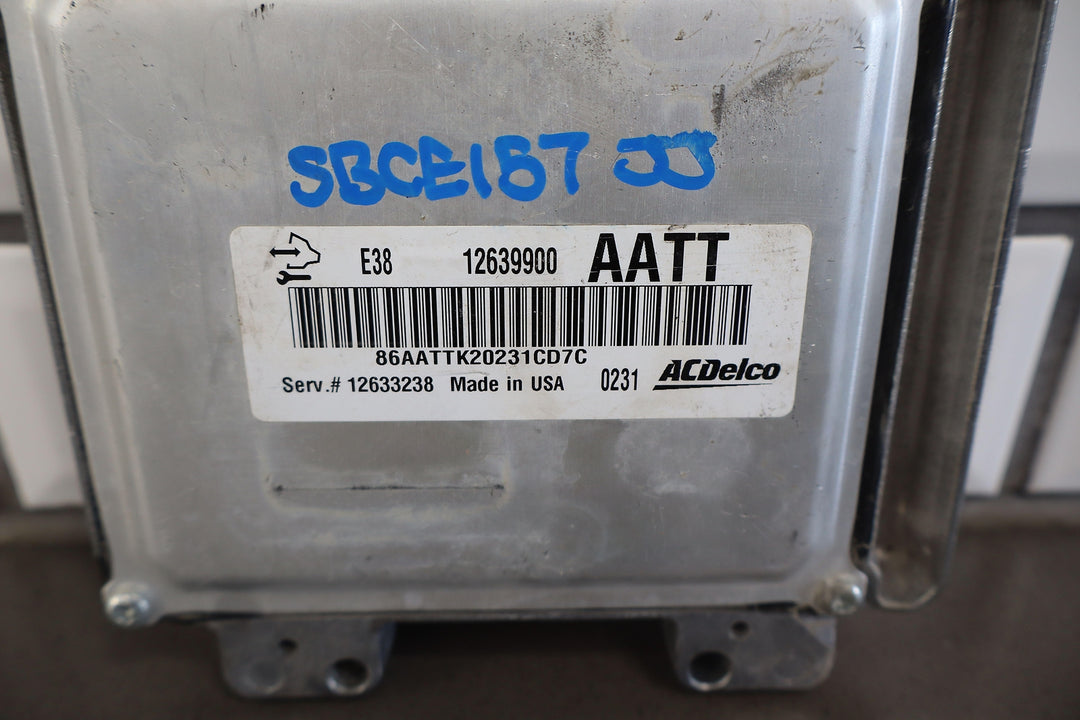 SBCE157 JJ
E38 12639900 AATT
86AATTK20231CD7C
Serv.# 12633238 Made in USA 0231 ACDelco